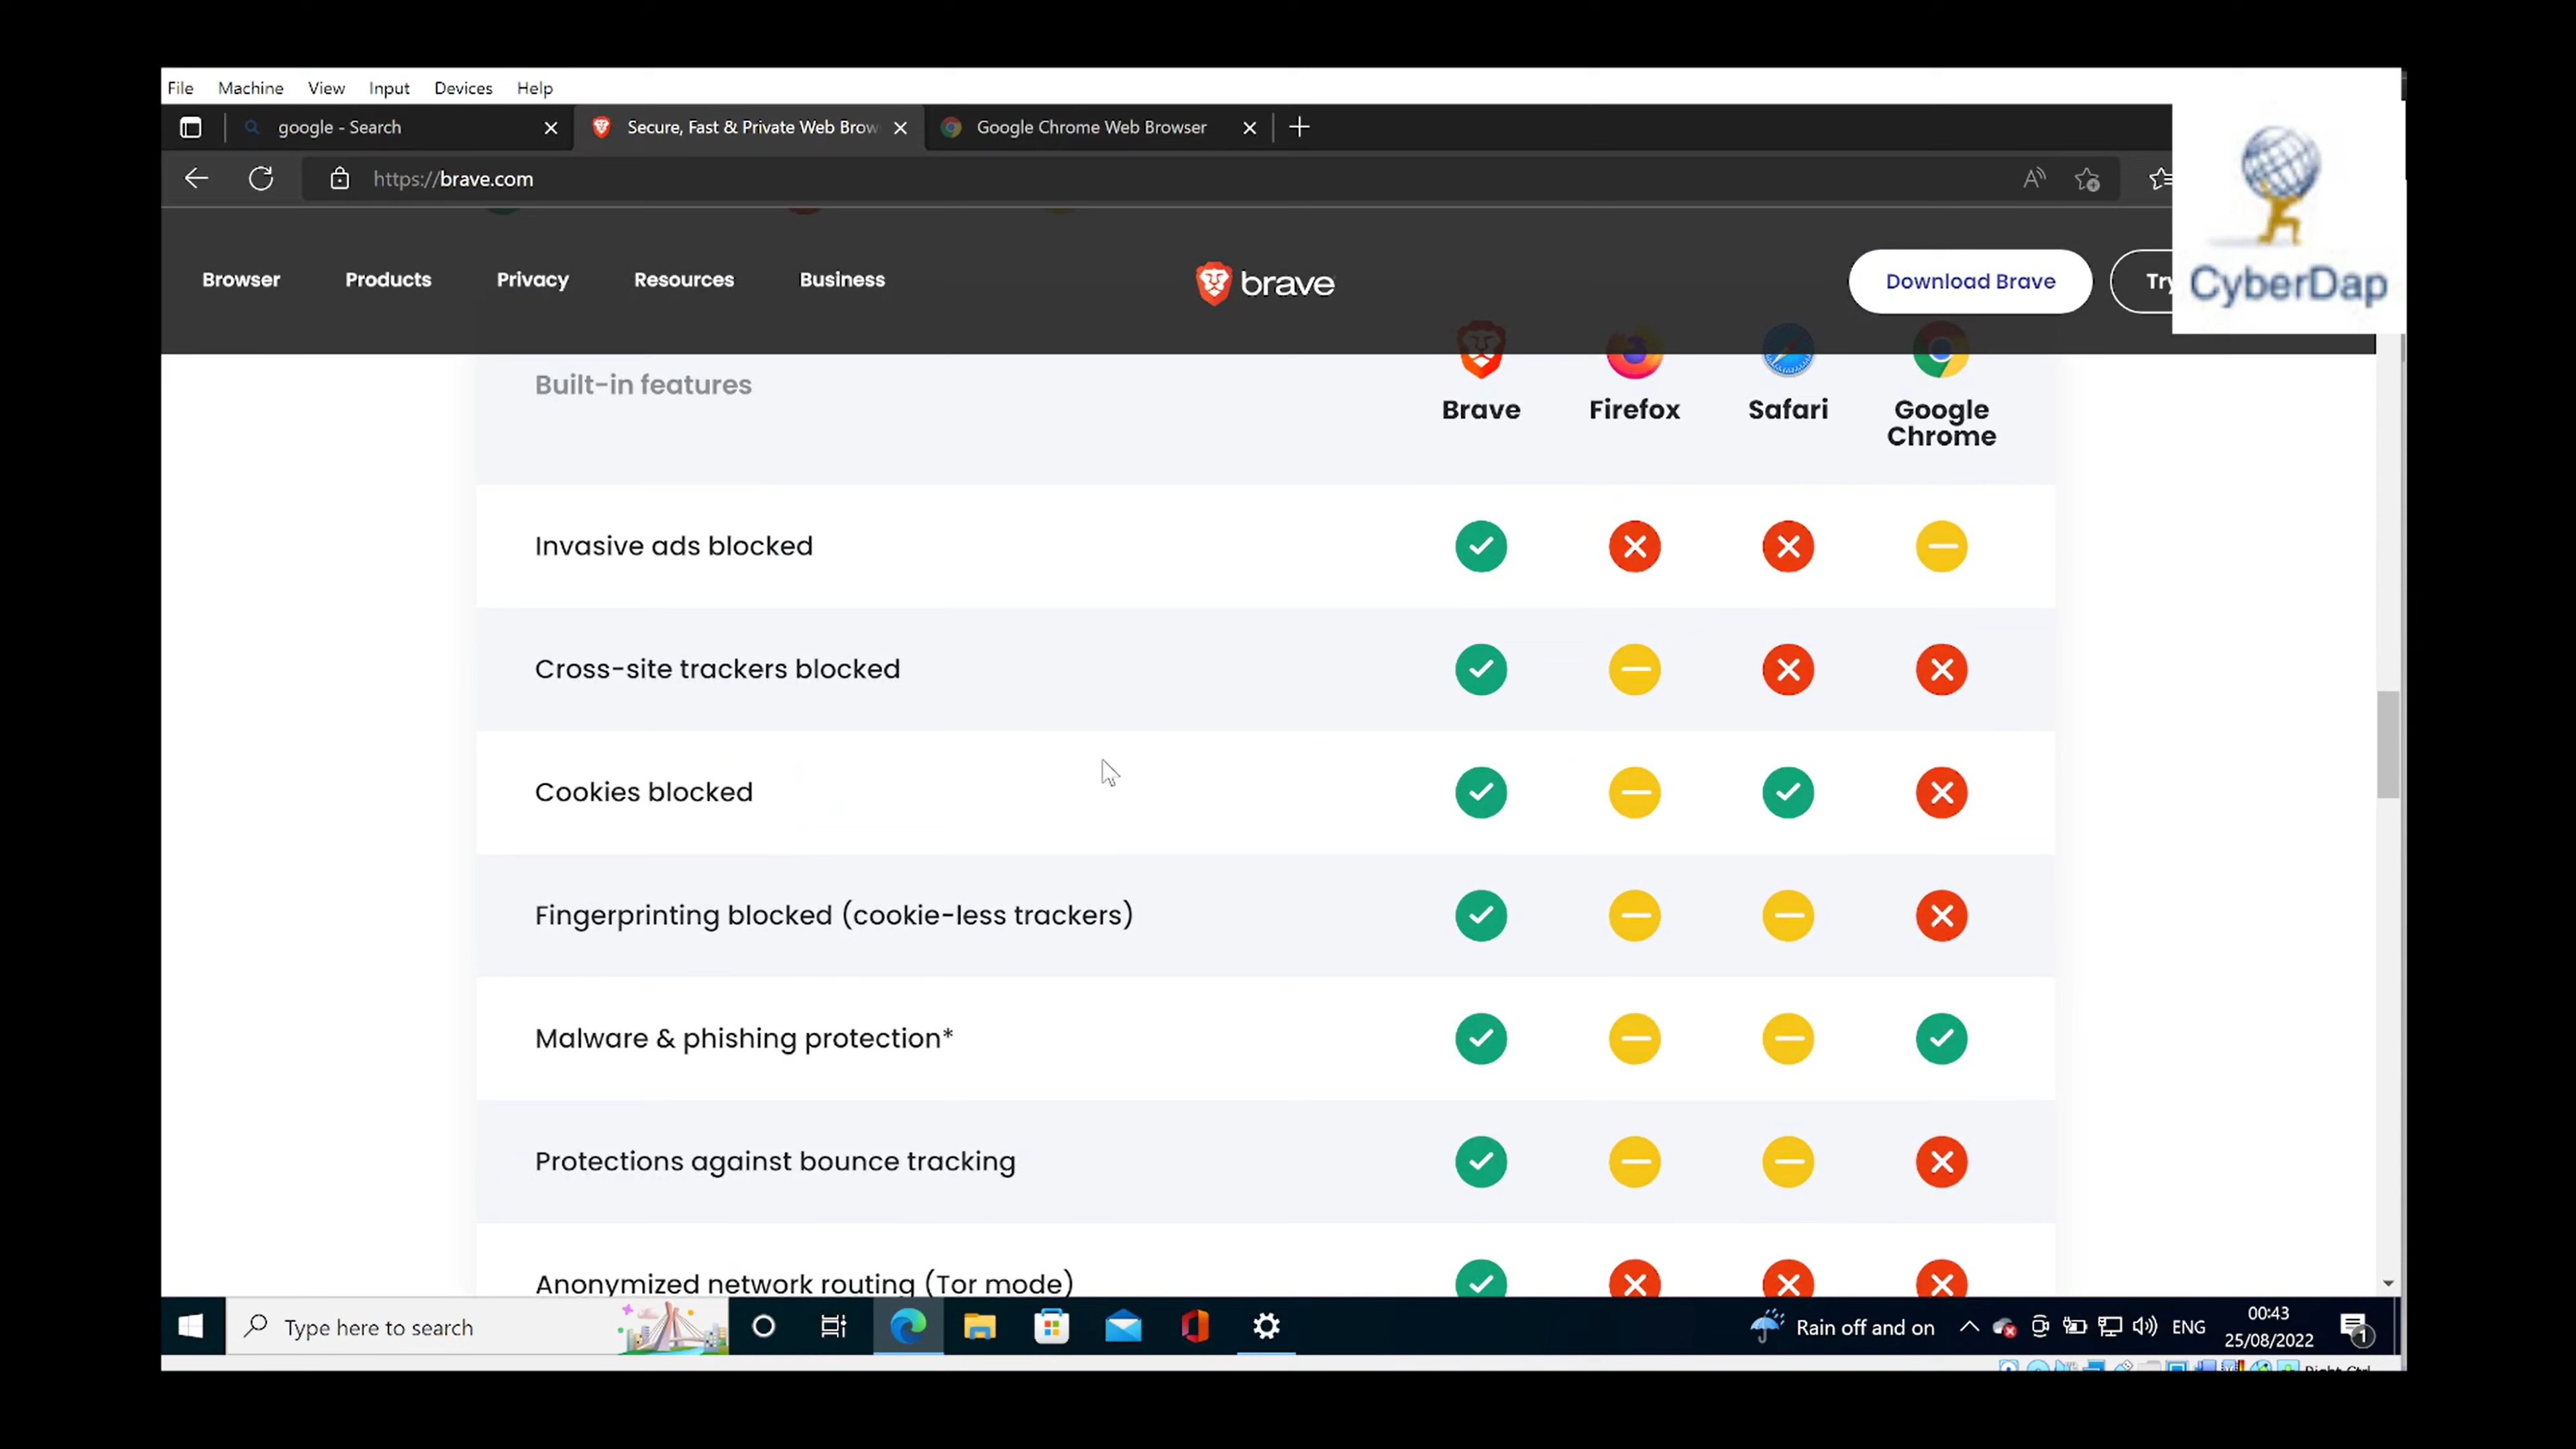 File Machine View Input Devices Help
google - Search
Secure, Fast & Private Web Brow
Google Chrome Web Browser
https://brave.com
Browser Products Privacy Resources Business
brave
Download Brave
Try
CyberDap
Built-in features
Brave
Firefox
Safari
Google
Chrome
Invasive ads blocked
Cross-site trackers blocked
Cookies blocked
Fingerprinting blocked (cookie-less trackers)
Malware & phishing protection*
Protections against bounce tracking
Anonymized network routing (Tor mode)
Type here to search
Rain off and on
ENG
00:43
25/08/2022
1
Right Ctrl